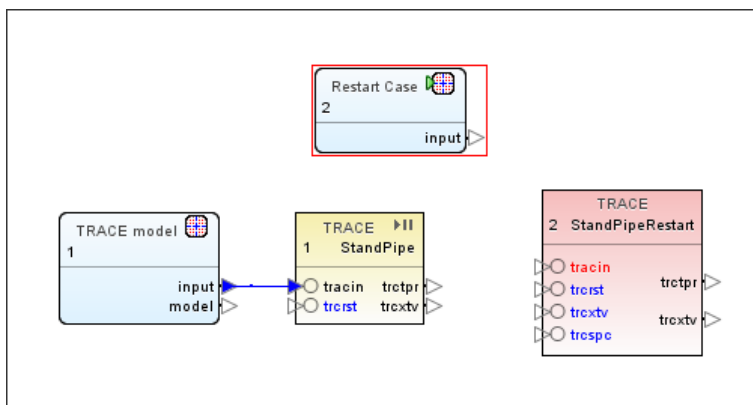 Restart Case
2
input
TRACE model
1
input
model
TRACE
1 StandPipe
tracin trctpr
trcrst trcxtv
TRACE
2 StandPipeRestart
tracin
trcrst
trcxtv
trcspc
trctpr
trcxtv